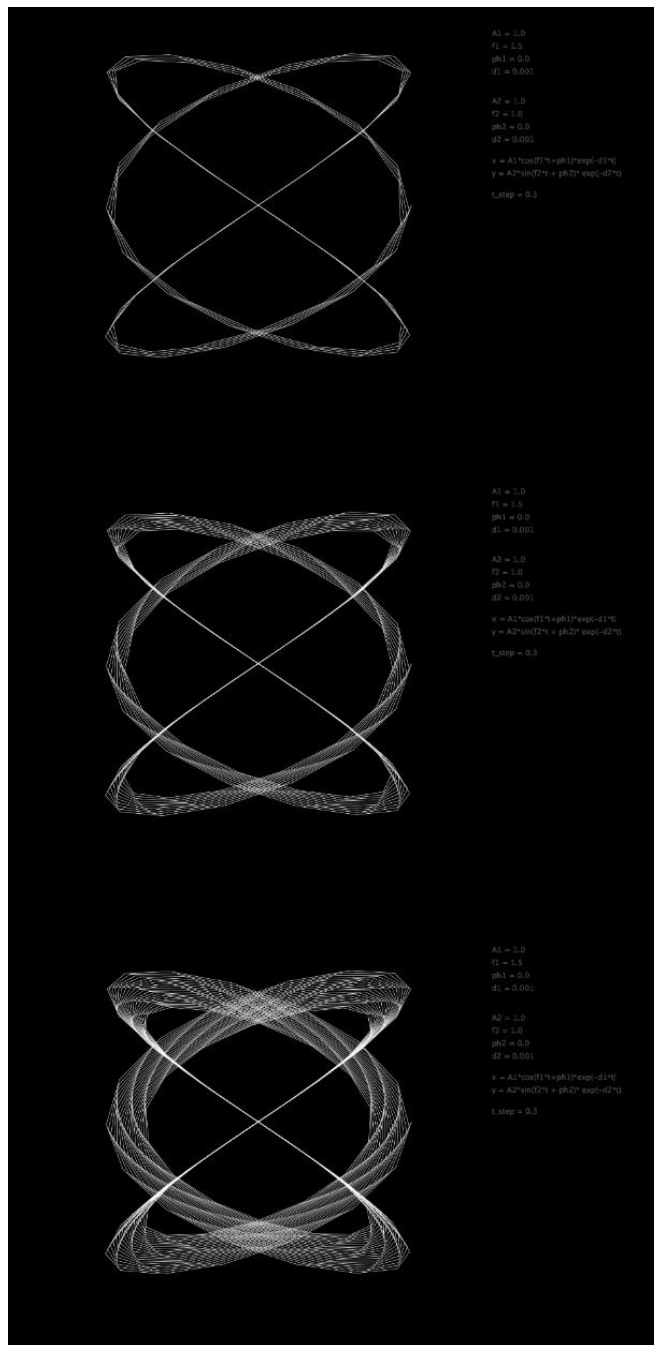 A1 = 1.0
f1 = 1.5
ph1 = 0.0
d1 = 0.001
A2 = 1.0
f2 = 1.0
ph2 = 0.0
d2 = 0.001
x = A1*cos(f1*t+ph1)*exp(-d1*t)
y = A2*sin(f2*t + ph2)* exp(-d2*t)
t_step = 0.3
A1 = 1.0
f1 = 1.5
ph1 = 0.0
d1 = 0.001
A2 = 1.0
f2 = 1.0
ph2 = 0.0
d2 = 0.001
x = A1*cos(f1*t+ph1)*exp(-d1*t)
y = A2*sin(f2*t + ph2)* exp(-d2*t)
t_step = 0.3
A1 = 1.0
f1 = 1.5
ph1 = 0.0
d1 = 0.001
A2 = 1.0
f2 = 1.0
ph2 = 0.0
d2 = 0.001
x = A1*cos(f1*t+ph1)*exp(-d1*t)
y = A2*sin(f2*t + ph2)* exp(-d2*t)
t_step = 0.3